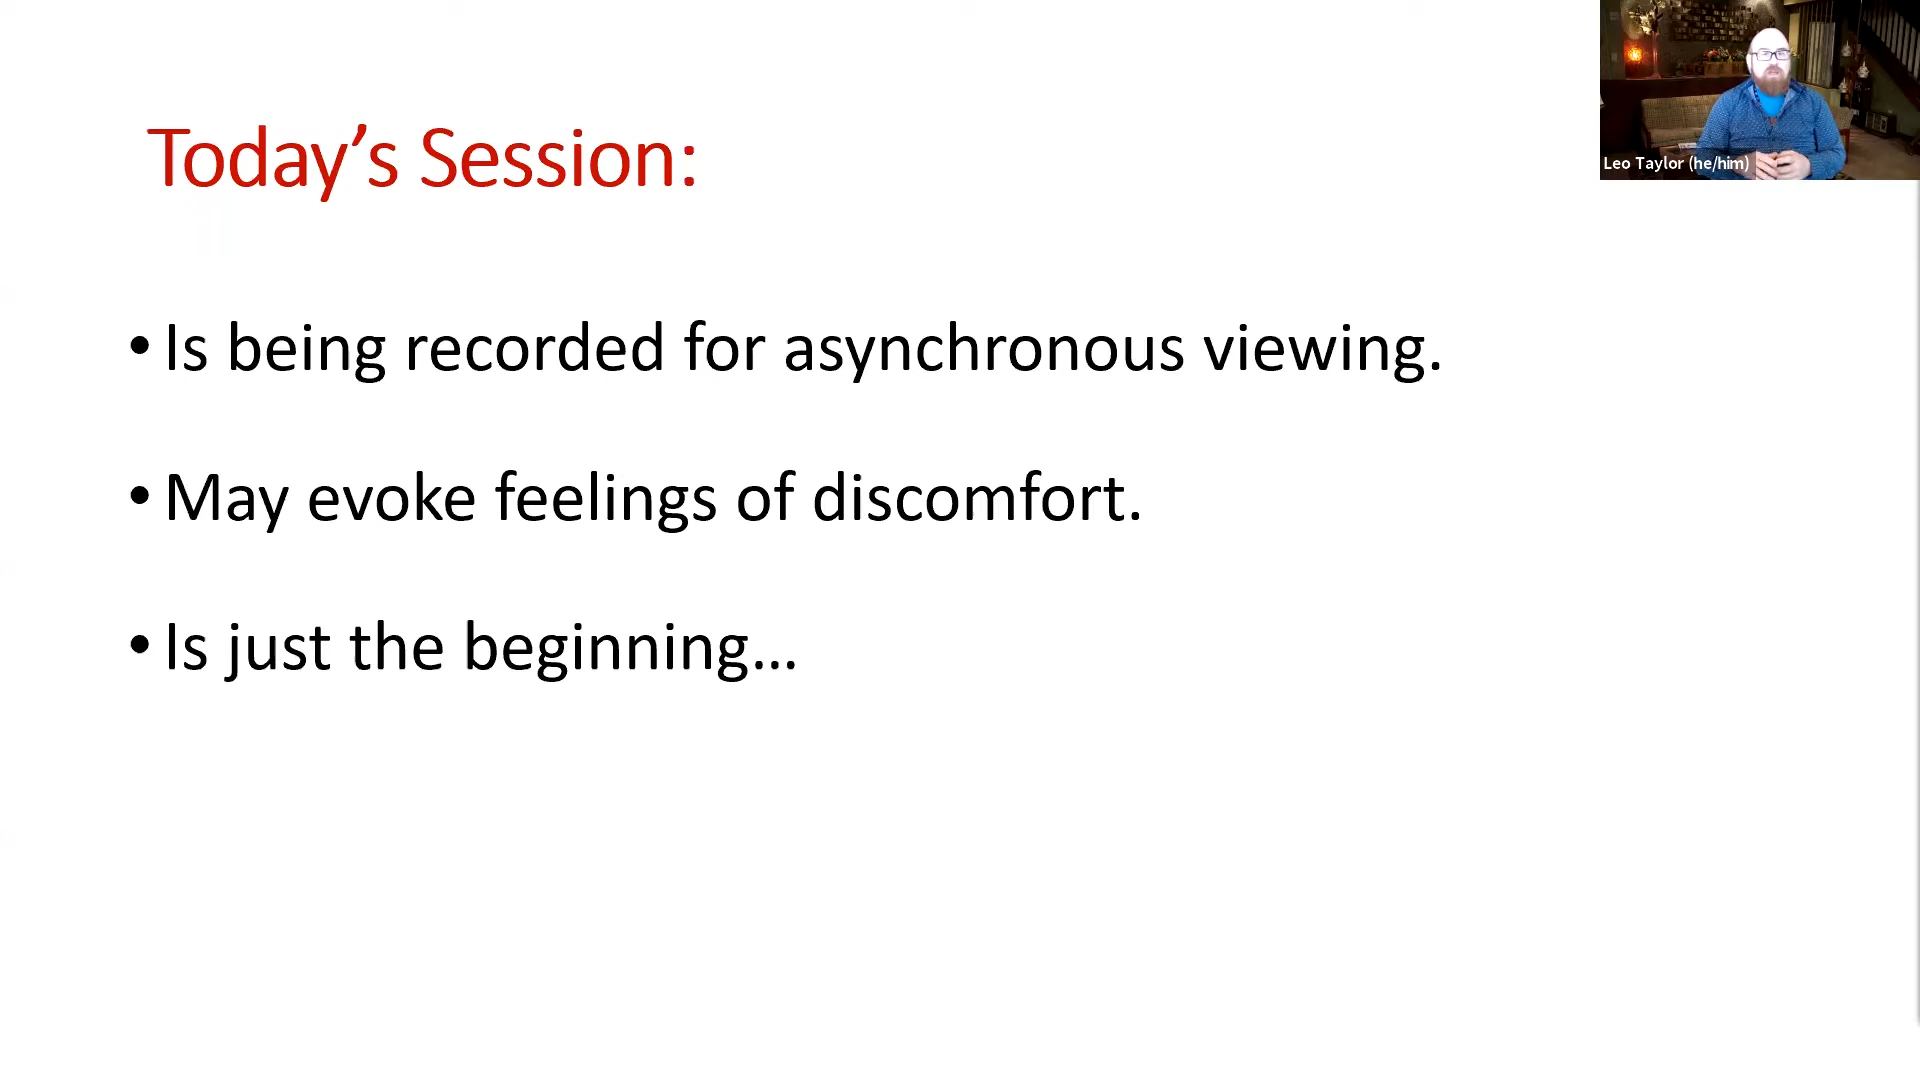 Today’s Session:
• Is being recorded for asynchronous viewing.
• May evoke feelings of discomfort.
• Is just the beginning…
Leo Taylor (he/him)